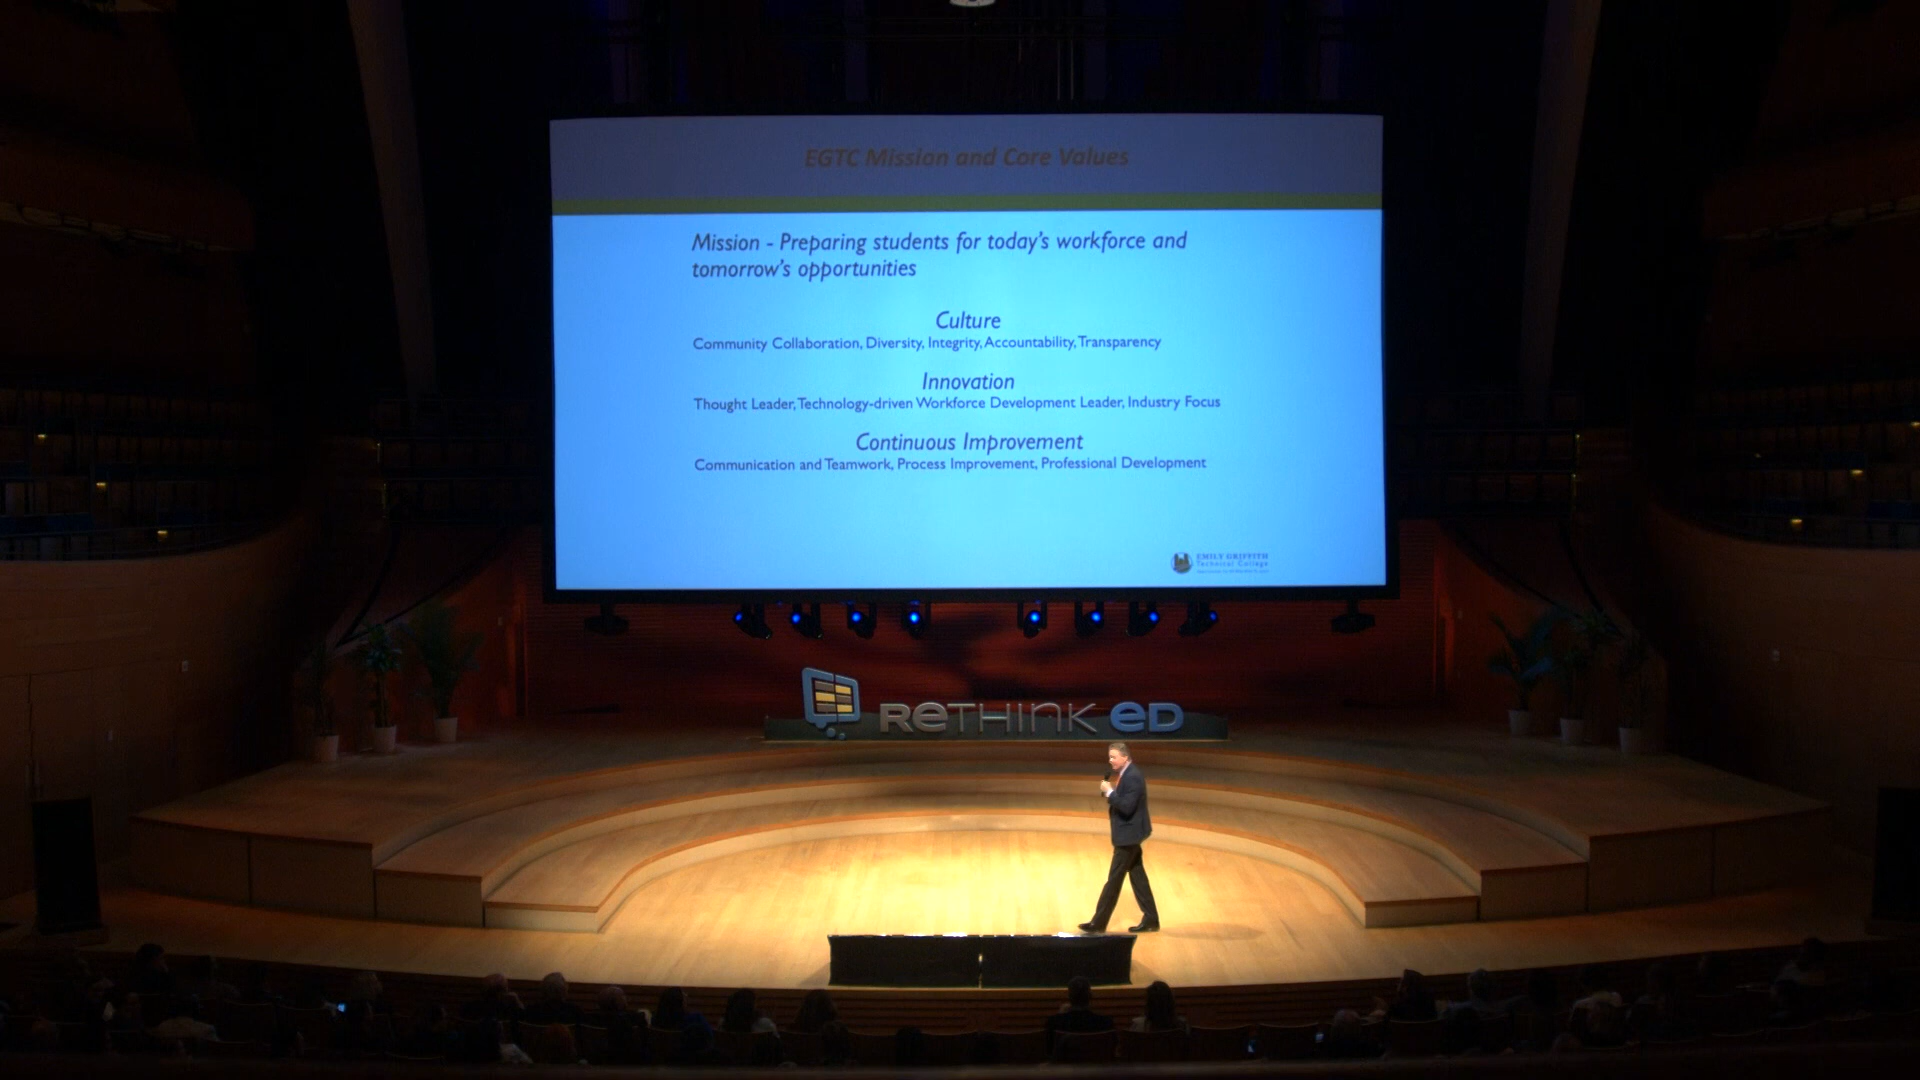 EGTC Mission and Core Values
Mission - Preparing students for today's workforce and
tomorrow's opportunities
Culture
Community Collaboration, Diversity, Integrity, Accountability, Transparency
Innovation
Thought Leader, Technology-driven Workforce Development Leader, Industry Focus
Continuous Improvement
Communication and Teamwork, Process Improvement, Professional Development
EMILY GRIFFITH
Technical College
RETHINK ED